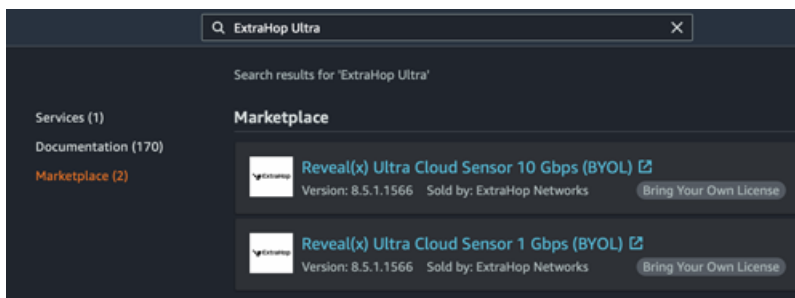 ExtraHop Ultra
Search results for 'ExtraHop Ultra'
Services (1)
Documentation (170)
Marketplace (2)
Marketplace
ExtraHop
Reveal(x) Ultra Cloud Sensor 10 Gbps (BYOL)
Version: 8.5.1.1566 Sold by: ExtraHop Networks Bring Your Own License
ExtraHop
Reveal(x) Ultra Cloud Sensor 1 Gbps (BYOL)
Version: 8.5.1.1566 Sold by: ExtraHop Networks Bring Your Own License